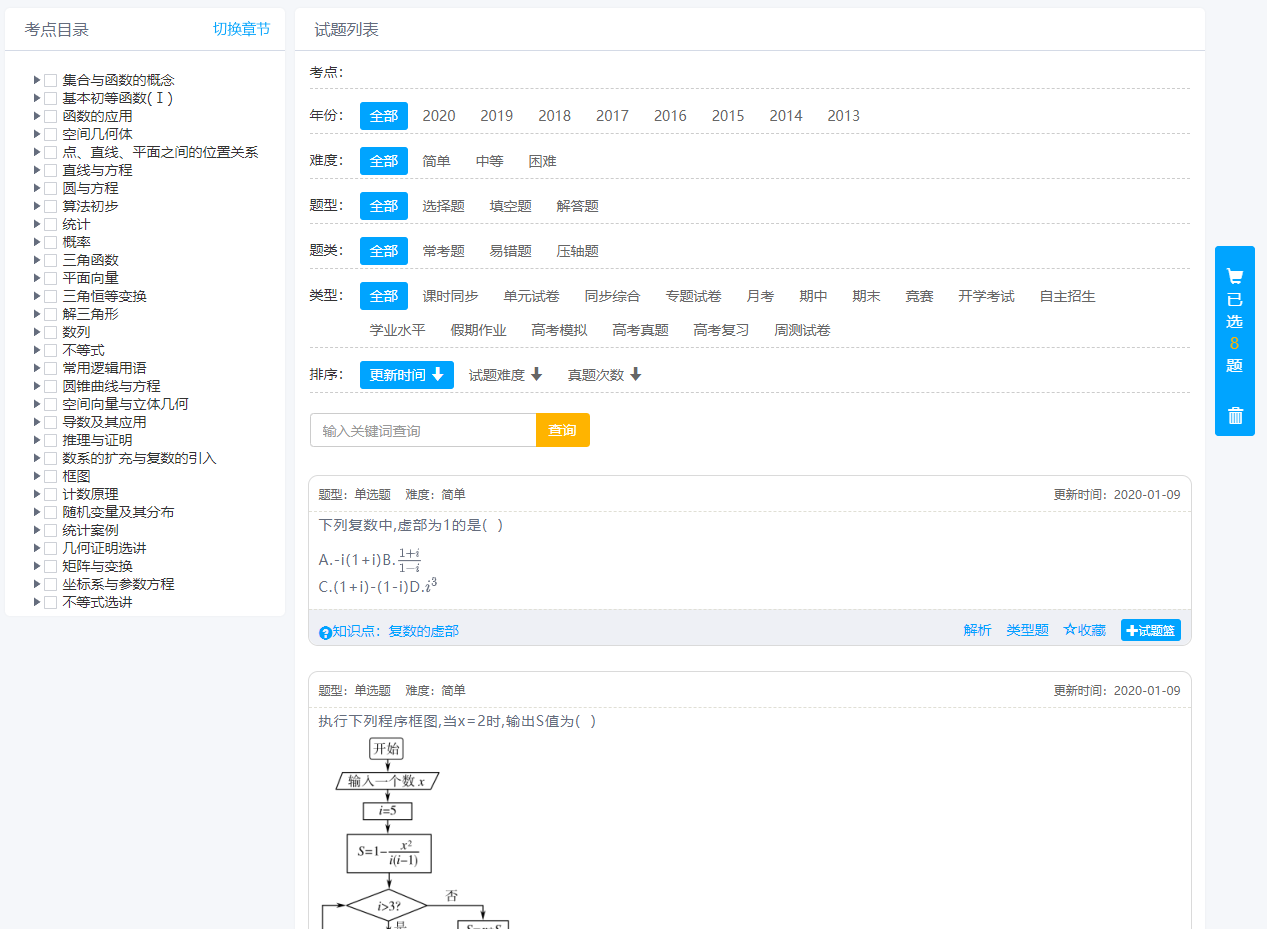 考点目录 切换章节
集合与函数的概念
基本初等函数(Ⅰ)
函数的应用
空间几何体
点、直线、平面之间的位置关系
直线与方程
圆与方程
算法初步
统计
概率
三角函数
平面向量
三角恒等变换
解三角形
数列
不等式
常用逻辑用语
圆锥曲线与方程
空间向量与立体几何
导数及其应用
推理与证明
数系的扩充与复数的引入
框图
计数原理
随机变量及其分布
统计案例
几何证明选讲
矩阵与变换
坐标系与参数方程
不等式选讲
试题列表
考点：
年份： 全部 2020 2019 2018 2017 2016 2015 2014 2013
难度： 全部 简单 中等 困难
题型： 全部 选择题 填空题 解答题
题类： 全部 常考题 易错题 压轴题
类型： 全部 课时同步 单元试卷 同步综合 专题试卷 月考 期中 期末 竞赛 开学考试 自主招生
学业水平 假期作业 高考模拟 高考真题 高考复习 周测试卷
排序： 更新时间 试题难度 真题次数
输入关键词查询 查询
题型：单选题 难度：简单 更新时间：2020-01-09
下列复数中,虚部为1的是( )
A.-i(1+i)B.\frac{1+i}{1-i}
C.(1+i)-(1-i)D.i^3
知识点：复数的虚部 解析 类型题 ☆收藏 +试题篮
题型：单选题 难度：简单 更新时间：2020-01-09
执行下列程序框图,当x=2时,输出S值为( )
开始
输入一个数 x
i=5
S=1-\frac{x^2}{i(i-1)}
i>3?
否
是
已
选
8
题